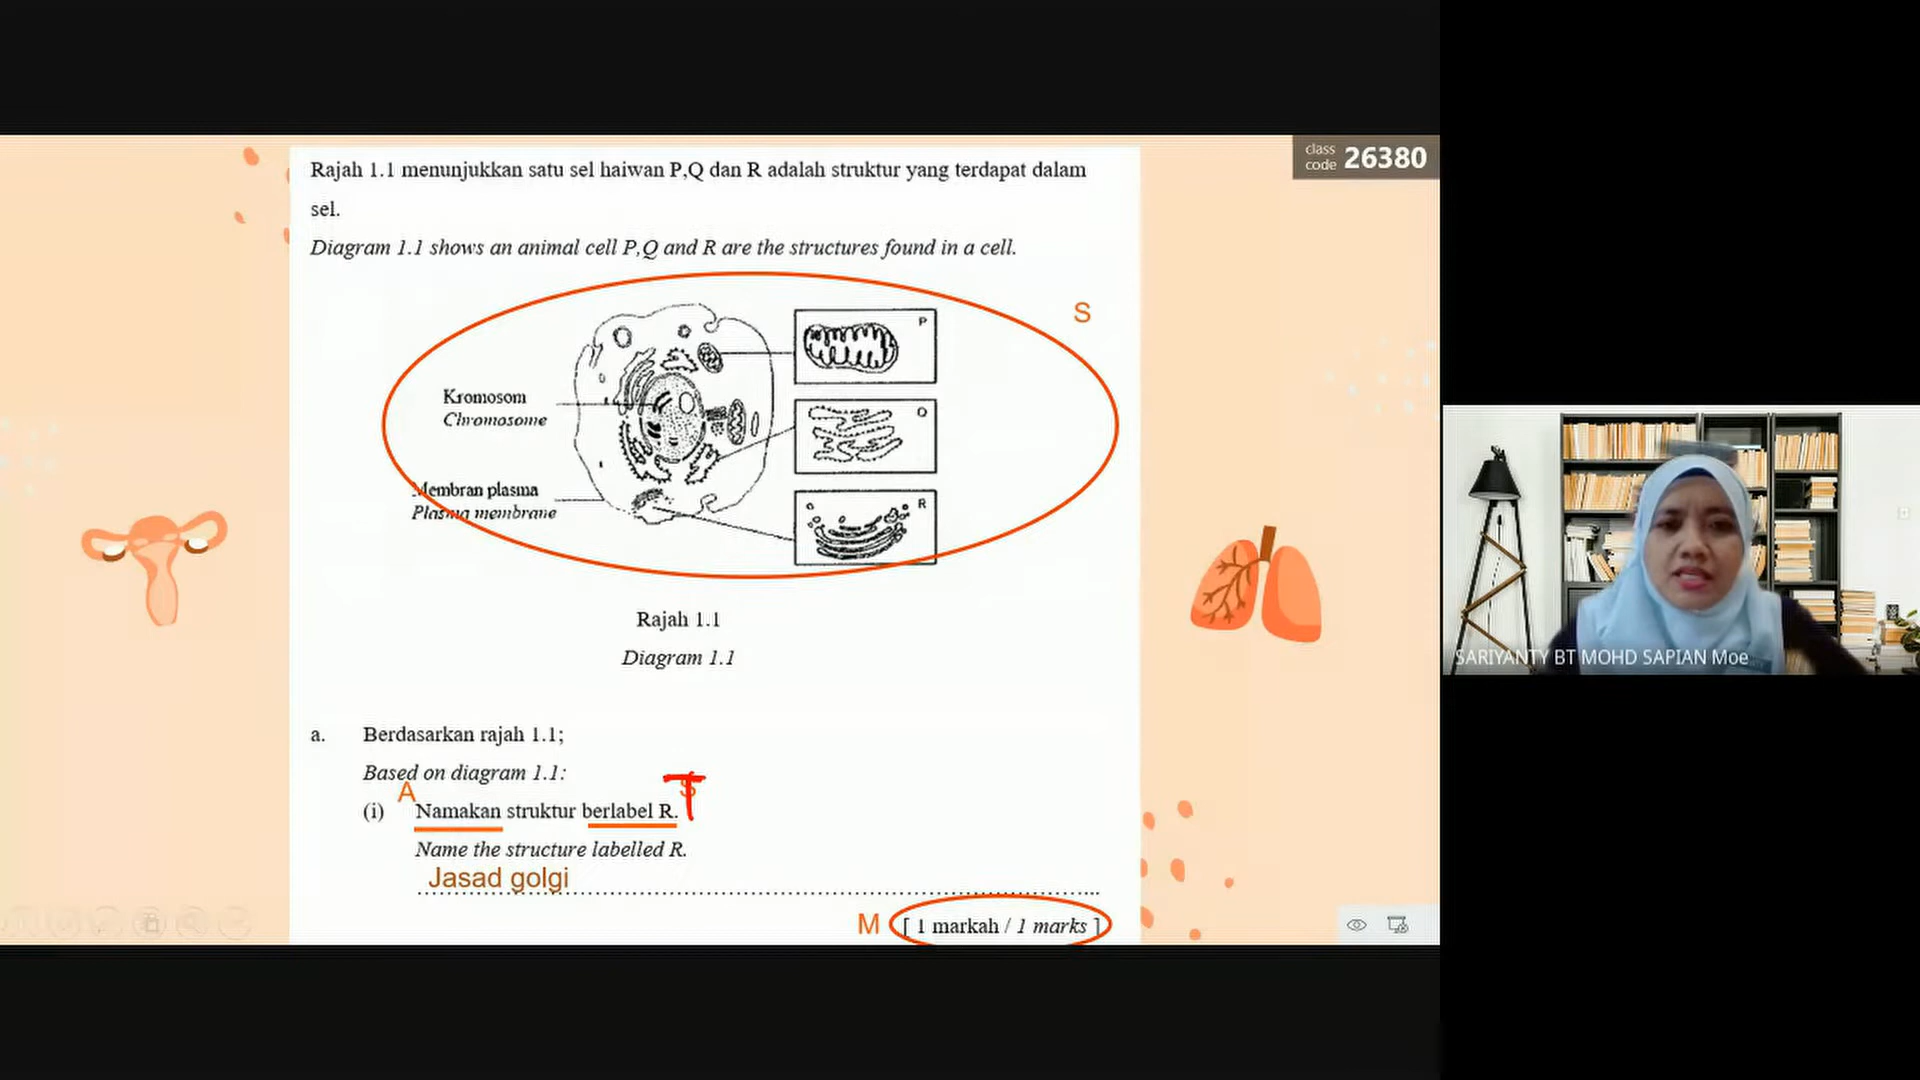 class
code 26380
Rajah 1.1 menunjukkan satu sel haiwan P,Q dan R adalah struktur yang terdapat dalam
sel.
Diagram 1.1 shows an animal cell P,Q and R are the structures found in a cell.
S
P
Kromosom
Chromosome
Q
Membran plasma
Plasma membrane
R
Rajah 1.1
Diagram 1.1
a. Berdasarkan rajah 1.1;
Based on diagram 1.1:
A T
(i) Namakan struktur berlabel R.
Name the structure labelled R.
Jasad golgi
M [ 1 markah / 1 marks ]
SARIYANTY BT MOHD SAPIAN Moe